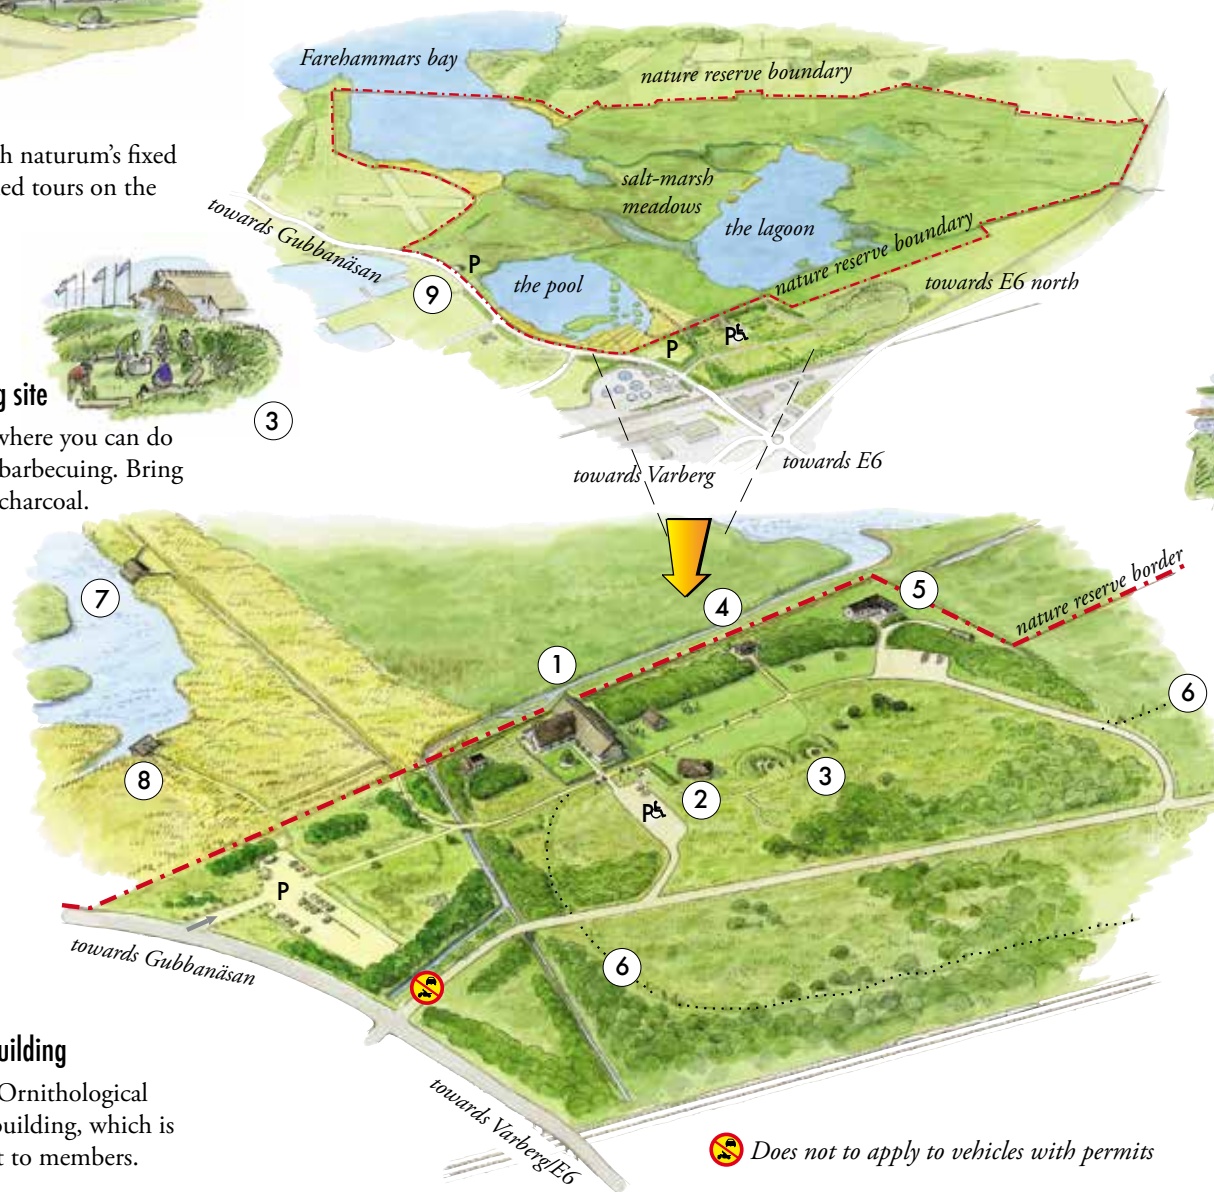 Farehammars bay
nature reserve boundary
h naturum’s fixed
ed tours on the
salt-marsh
meadows
towards Gubbanäsan
the lagoon
nature reserve boundary
P
9
the pool
towards E6 north
P
P
g site
3
where you can do
barbecuing. Bring
charcoal.
towards Varberg
towards E6
7
4
5
nature reserve border
1
6
8
2
3
P
P
towards Gubbanäsan
6
uilding
Ornithological
building, which is
t to members.
towards Varberg/E6
Does not to apply to vehicles with permits